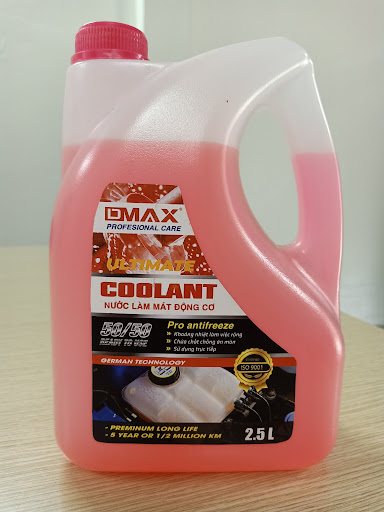 DMAX®
PROFESIONAL CARE
ULTIMATE
COOLANT
NƯỚC LÀM MÁT ĐỘNG CƠ
50/50
READY TO USE
Pro antifreeze
» Khoảng nhiệt làm việc rộng
» Chứa chất chống ăn mòn
» Sử dụng trực tiếp
GERMAN TECHNOLOGY
ISO 9001
- PREMINUM LONG LIFE
- 5 YEAR OR 1/2 MILLION KM
2.5L